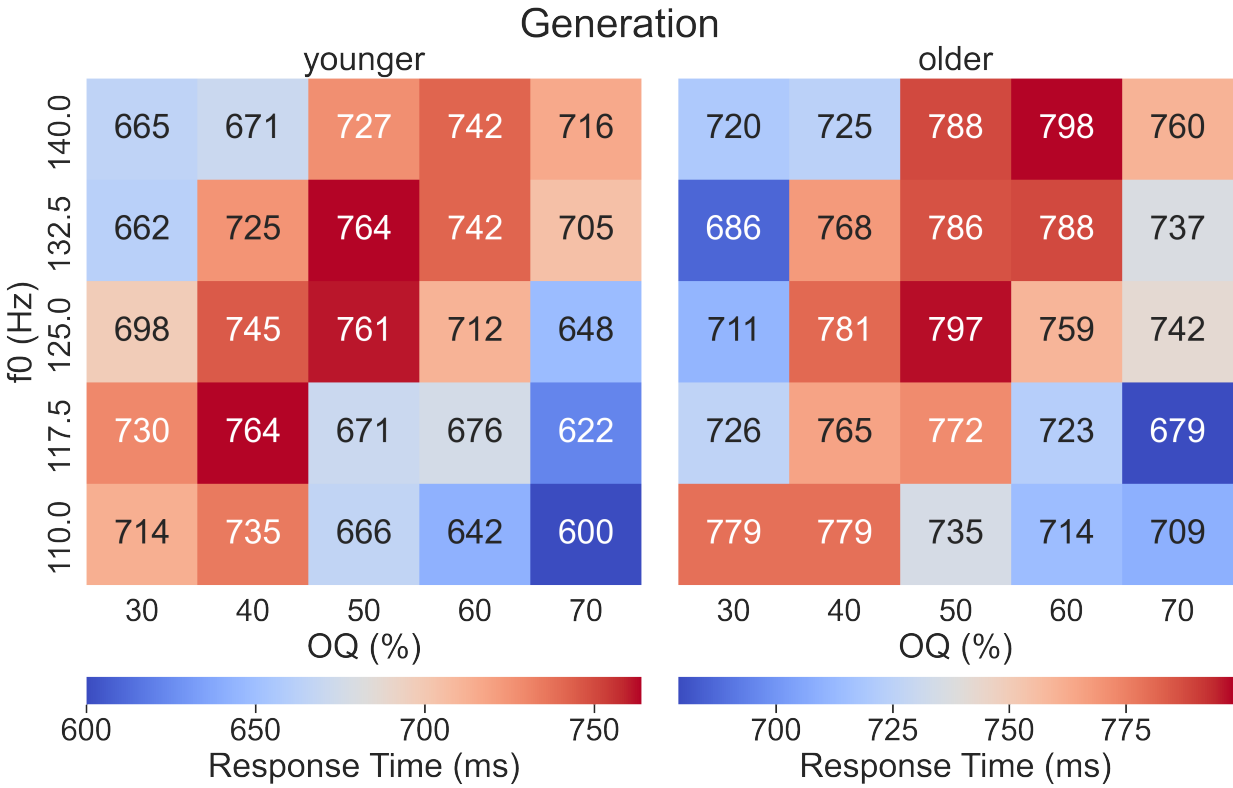 Generation
younger older
140.0 665 671 727 742 716 720 725 788 798 760
132.5 662 725 764 742 705 686 768 786 788 737
125.0 698 745 761 712 648 711 781 797 759 742
117.5 730 764 671 676 622 726 765 772 723 679
110.0 714 735 666 642 600 779 779 735 714 709
f0 (Hz)
30 40 50 60 70 30 40 50 60 70
OQ (%) OQ (%)
600 650 700 750 700 725 750 775
Response Time (ms) Response Time (ms)